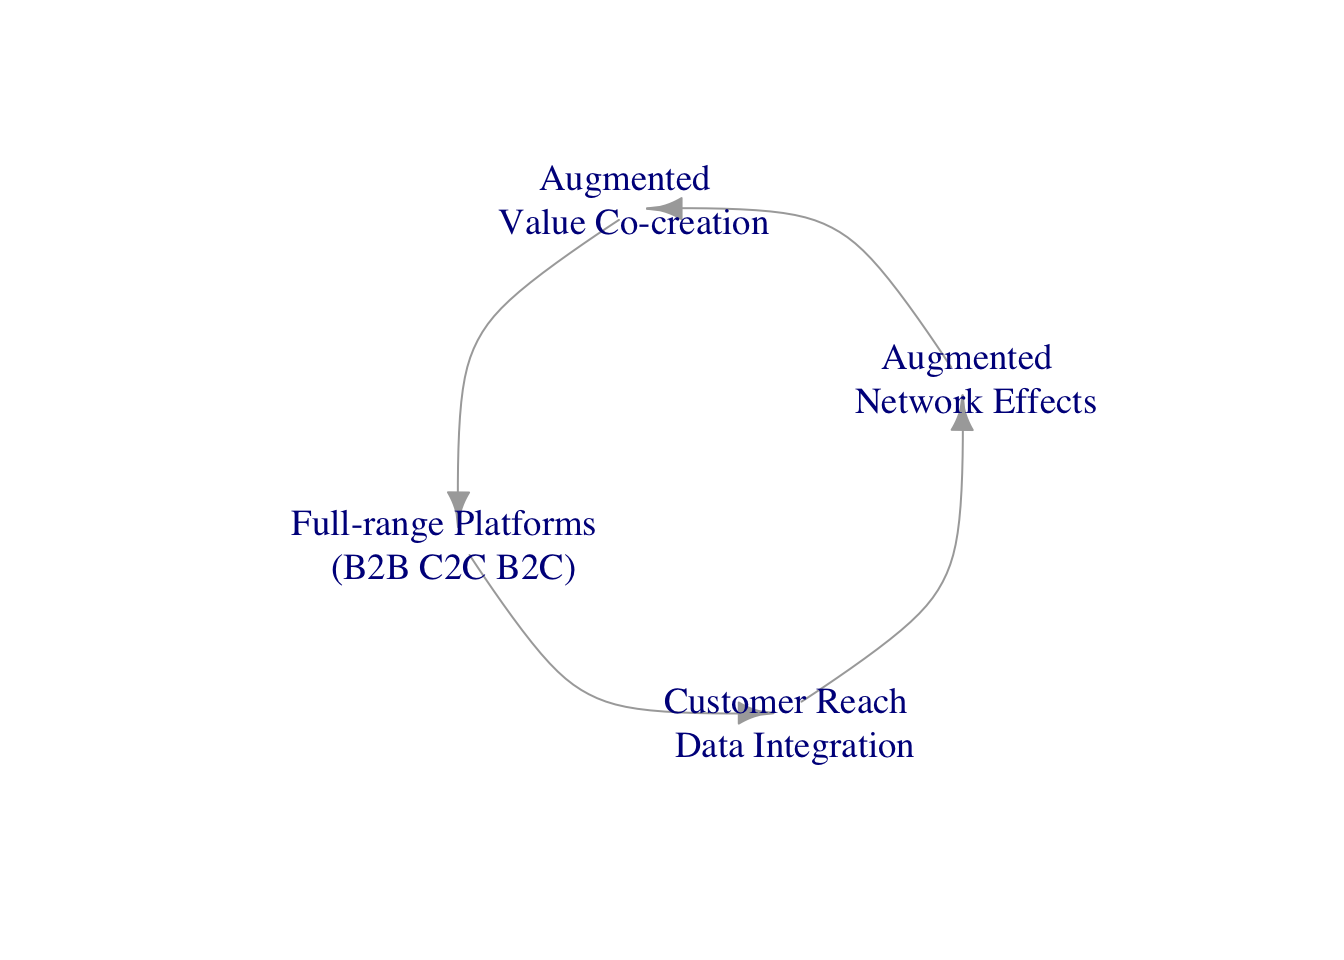 Augmented
Value Co-creation
Augmented
Network Effects
Full-range Platforms
(B2B C2C B2C)
Customer Reach
Data Integration